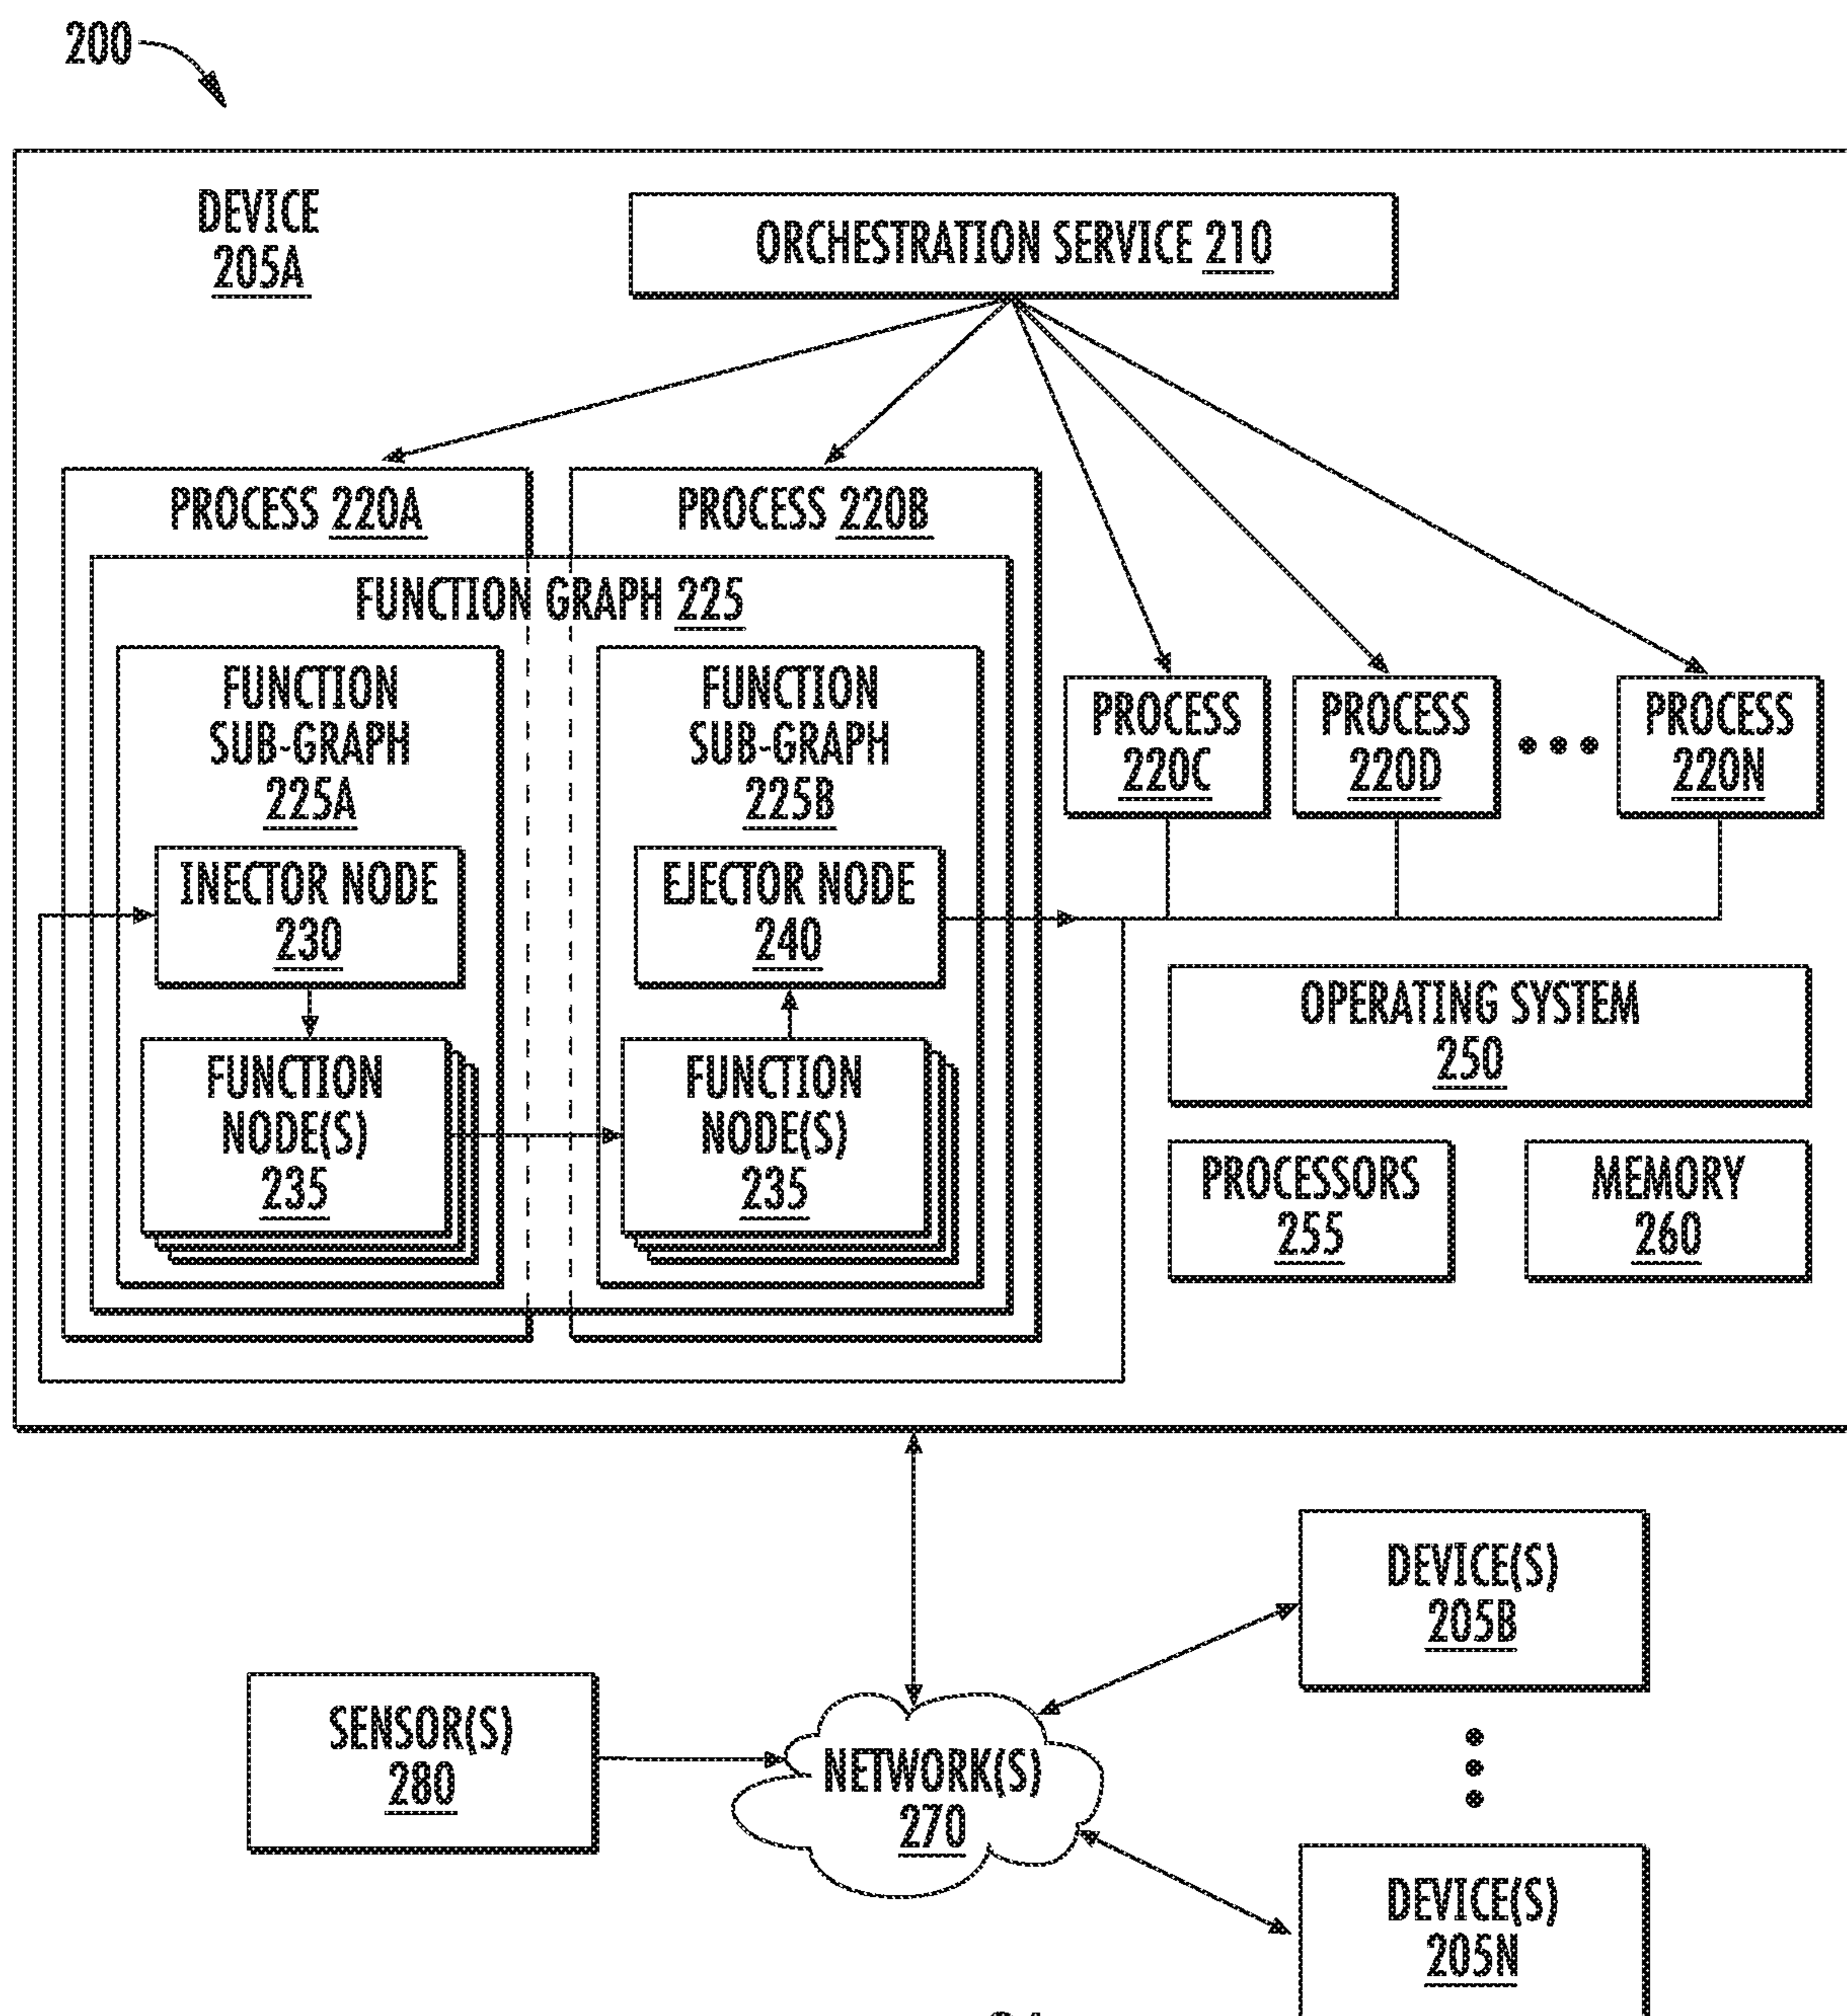 200
DEVICE
205A
ORCHESTRATION SERVICE 210
PROCESS 220A
PROCESS 220B
FUNCTION GRAPH 225
FUNCTION
SUB-GRAPH
225A
FUNCTION
SUB-GRAPH
225B
PROCESS
220C
PROCESS
220D
PROCESS
220N
INECTOR NODE
230
EJECTOR NODE
240
FUNCTION
NODE(S)
235
FUNCTION
NODE(S)
235
OPERATING SYSTEM
250
PROCESSORS
255
MEMORY
260
DEVICE(S)
205B
SENSOR(S)
280
NETWORK(S)
270
DEVICE(S)
205N